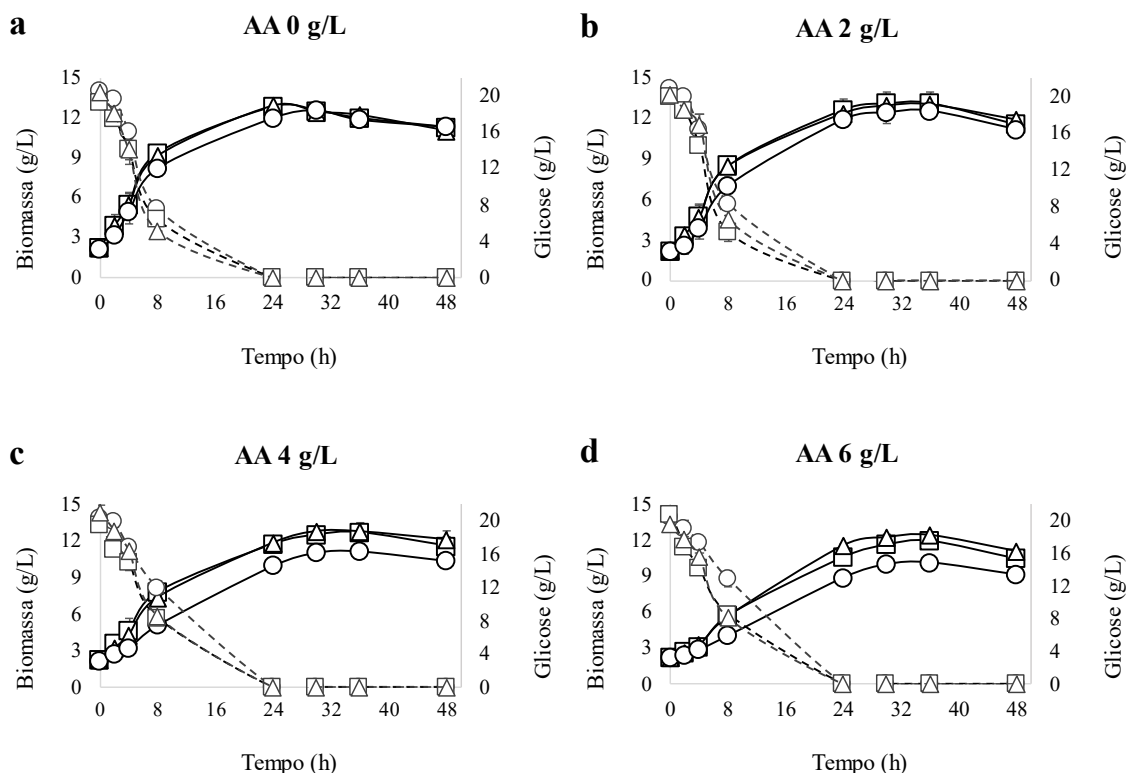 a
AA 0 g/L
Biomassa (g/L)
15
12
9
6
3
0
20
16
12
8
4
0
Glicose (g/L)
0 8 16 24 32 40 48
Tempo (h)
b
AA 2 g/L
Biomassa (g/L)
15
12
9
6
3
0
20
16
12
8
4
0
Glicose (g/L)
0 8 16 24 32 40 48
Tempo (h)
c
AA 4 g/L
Biomassa (g/L)
15
12
9
6
3
0
20
16
12
8
4
0
Glicose (g/L)
0 8 16 24 32 40 48
Tempo (h)
d
AA 6 g/L
Biomassa (g/L)
15
12
9
6
3
0
20
16
12
8
4
0
Glicose (g/L)
0 8 16 24 32 40 48
Tempo (h)